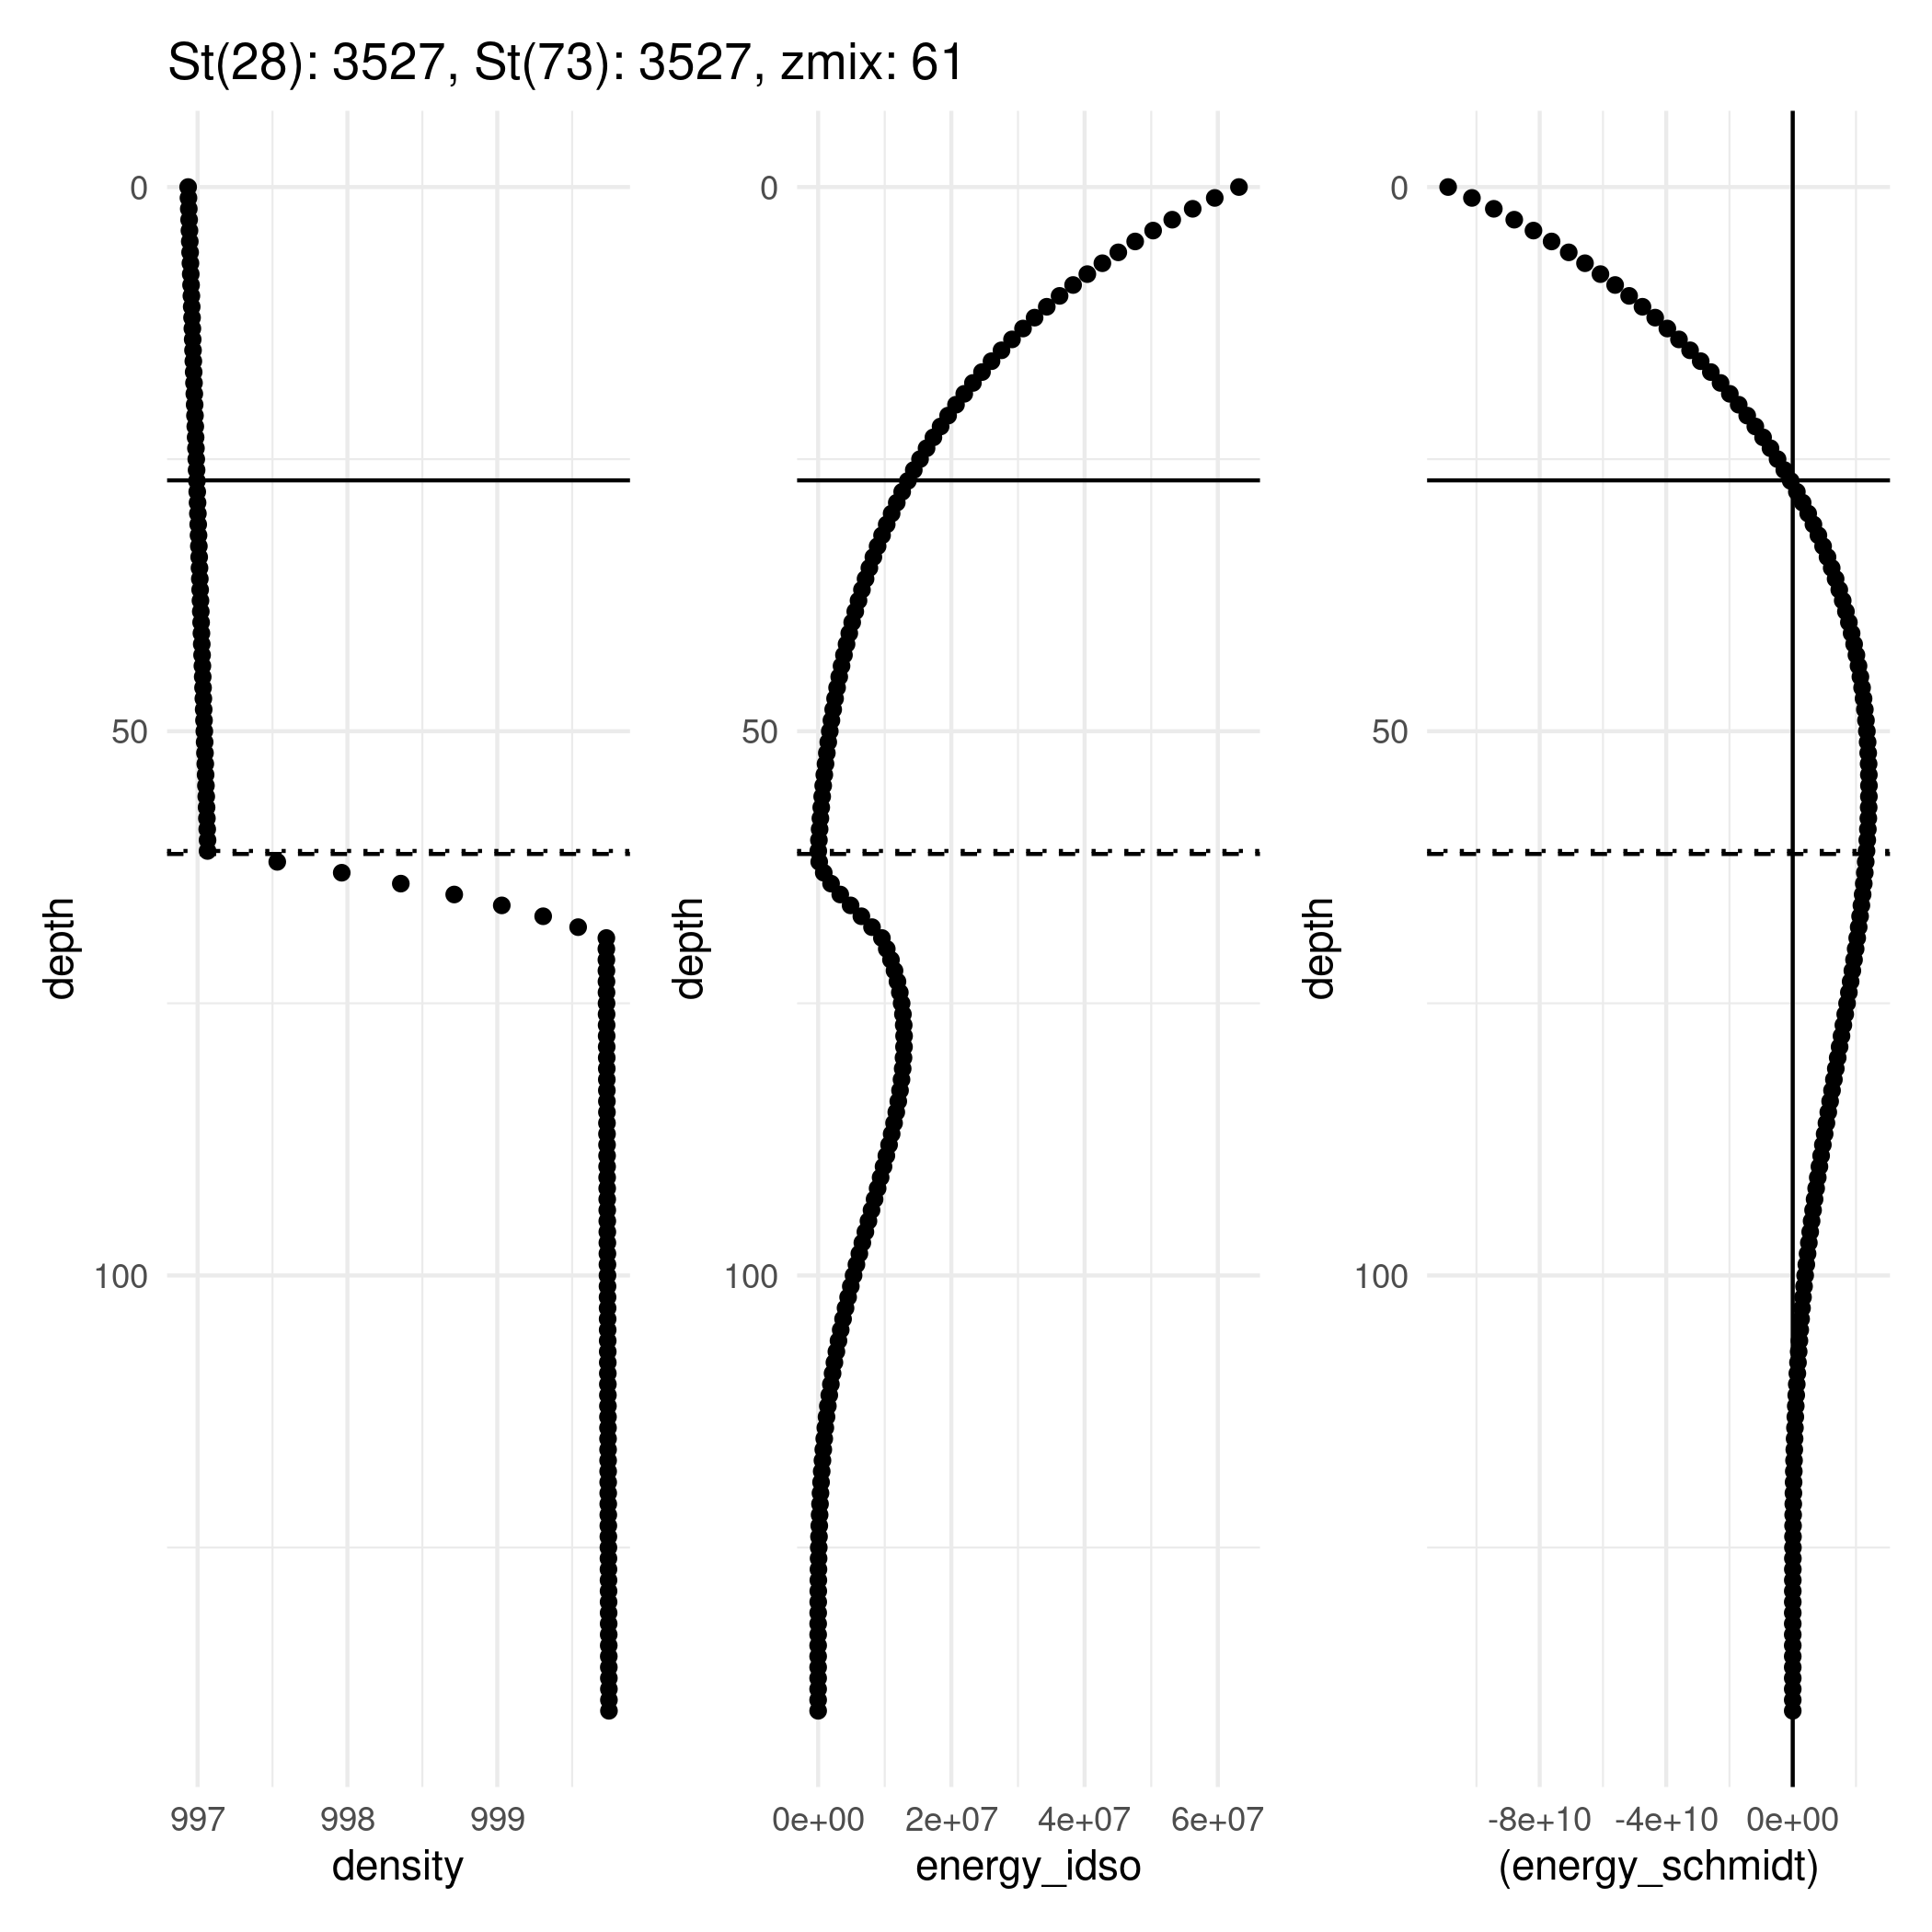 St(28): 3527, St(73): 3527, zmix: 61
0
50
100
depth
997
998
999
density
0
50
100
depth
0e+00
2e+07
4e+07
6e+07
energy_idso
0
50
100
depth
-8e+10
-4e+10
0e+00
(energy_schmidt)